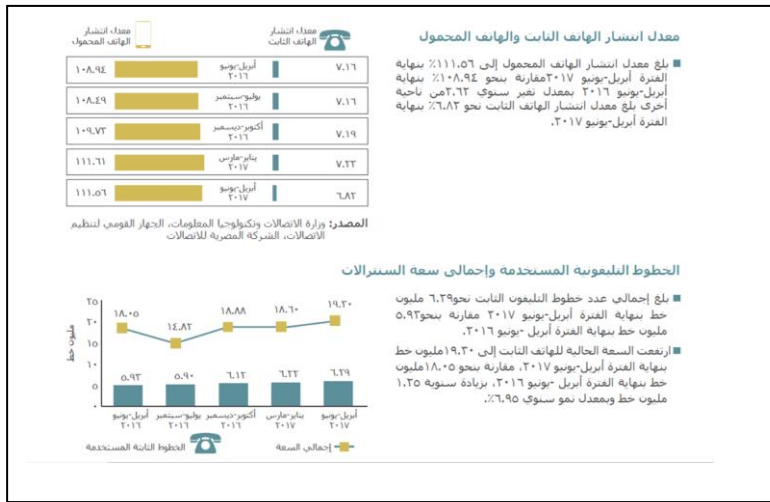 معدل انتشار الهاتف الثابت والهاتف المحمول
بلغ معدل انتشار الهاتف المحمول إلى ١١١.٥٦٪ بنهاية
الفترة أبريل-يونيو ٢٠١٧مقارنة بنحو ١٠٨.٩٤٪ بنهاية
أبريل-يونيو ٢٠١٦ بمعدل تغير سنوي ٢.٦٢من ناحية
أخرى بلغ معدل انتشار الهاتف الثابت نحو ٦.٨٢٪ بنهاية
الفترة أبريل-يونيو ٢٠١٧.
معدل انتشار
الهاتف الثابت
معدل انتشار
الهاتف المحمول
٧.١٦ أبريل-يونيو ٢٠١٦ ١٠٨.٩٤
٧.١٦ يوليو-سبتمبر ٢٠١٦ ١٠٨.٤٩
٧.١٩ أكتوبر-ديسمبر ٢٠١٦ ١٠٩.٧٣
٧.٢٣ يناير-مارس ٢٠١٧ ١١١.٦١
٦.٨٢ أبريل-يونيو ٢٠١٧ ١١١.٥٦
المصدر: وزارة الاتصالات وتكنولوجيا المعلومات، الجهاز القومي لتنظيم
الاتصالات، الشركة المصرية للاتصالات
الخطوط التليفونية المستخدمة وإجمالى سعة السنترالات
بلغ إجمالي عدد خطوط التليفون الثابت نحو٦.٢٩ مليون
خط بنهاية الفترة أبريل-يونيو ٢٠١٧ مقارنة بنحو٥.٩٣
مليون خط بنهاية الفترة أبريل -يونيو ٢٠١٦.
ارتفعت السعة الحالية للهاتف الثابت إلى ١٩.٣٠مليون خط
بنهاية الفترة أبريل-يونيو ٢٠١٧، مقارنة بنحو ١٨.٠٥مليون
خط بنهاية الفترة أبريل -يونيو ٢٠١٦، بزيادة سنوية ١.٢٥
مليون خط وبمعدل نمو سنوي ٦.٩٥٪.
مليون خط
٢٥
٢٠
١٥
١٠
٥
٠
١٨.٠٥ ١٤.٨٢ ١٨.٨٨ ١٨.٦٠ ١٩.٣٠
٥.٩٣ ٥.٩٠ ٦.١٢ ٦.٢٢ ٦.٢٩
أبريل-يونيو يوليو-سبتمبر أكتوبر-ديسمبر يناير-مارس أبريل-يونيو
٢٠١٦ ٢٠١٦ ٢٠١٦ ٢٠١٧ ٢٠١٧
إجمالي السعة
الخطوط الثابتة المستخدمة